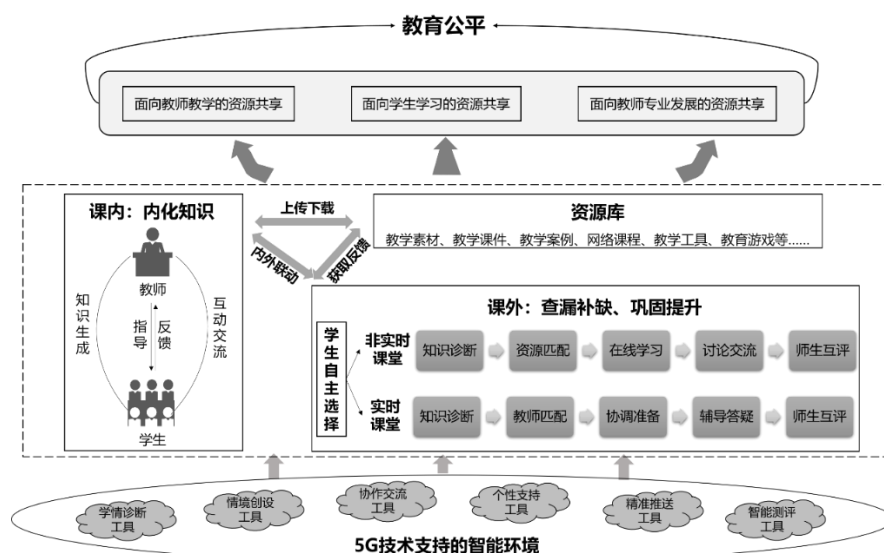 教育公平
面向教师教学的资源共享
面向学生学习的资源共享
面向教师专业发展的资源共享
课内：内化知识
教师
知识生成
指导
反馈
互动交流
学生
上传下载
内外联动
获取反馈
资源库
教学素材、教学课件、教学案例、网络课程、教学工具、教育游戏等......
课外：查漏补缺、巩固提升
学生自主选择
非实时
课堂
知识诊断
资源匹配
在线学习
讨论交流
师生互评
实时
课堂
知识诊断
教师匹配
协调准备
辅导答疑
师生互评
学情诊断
工具
情境创设
工具
协作交流
工具
个性支持
工具
精准推送
工具
智能测评
工具
5G技术支持的智能环境